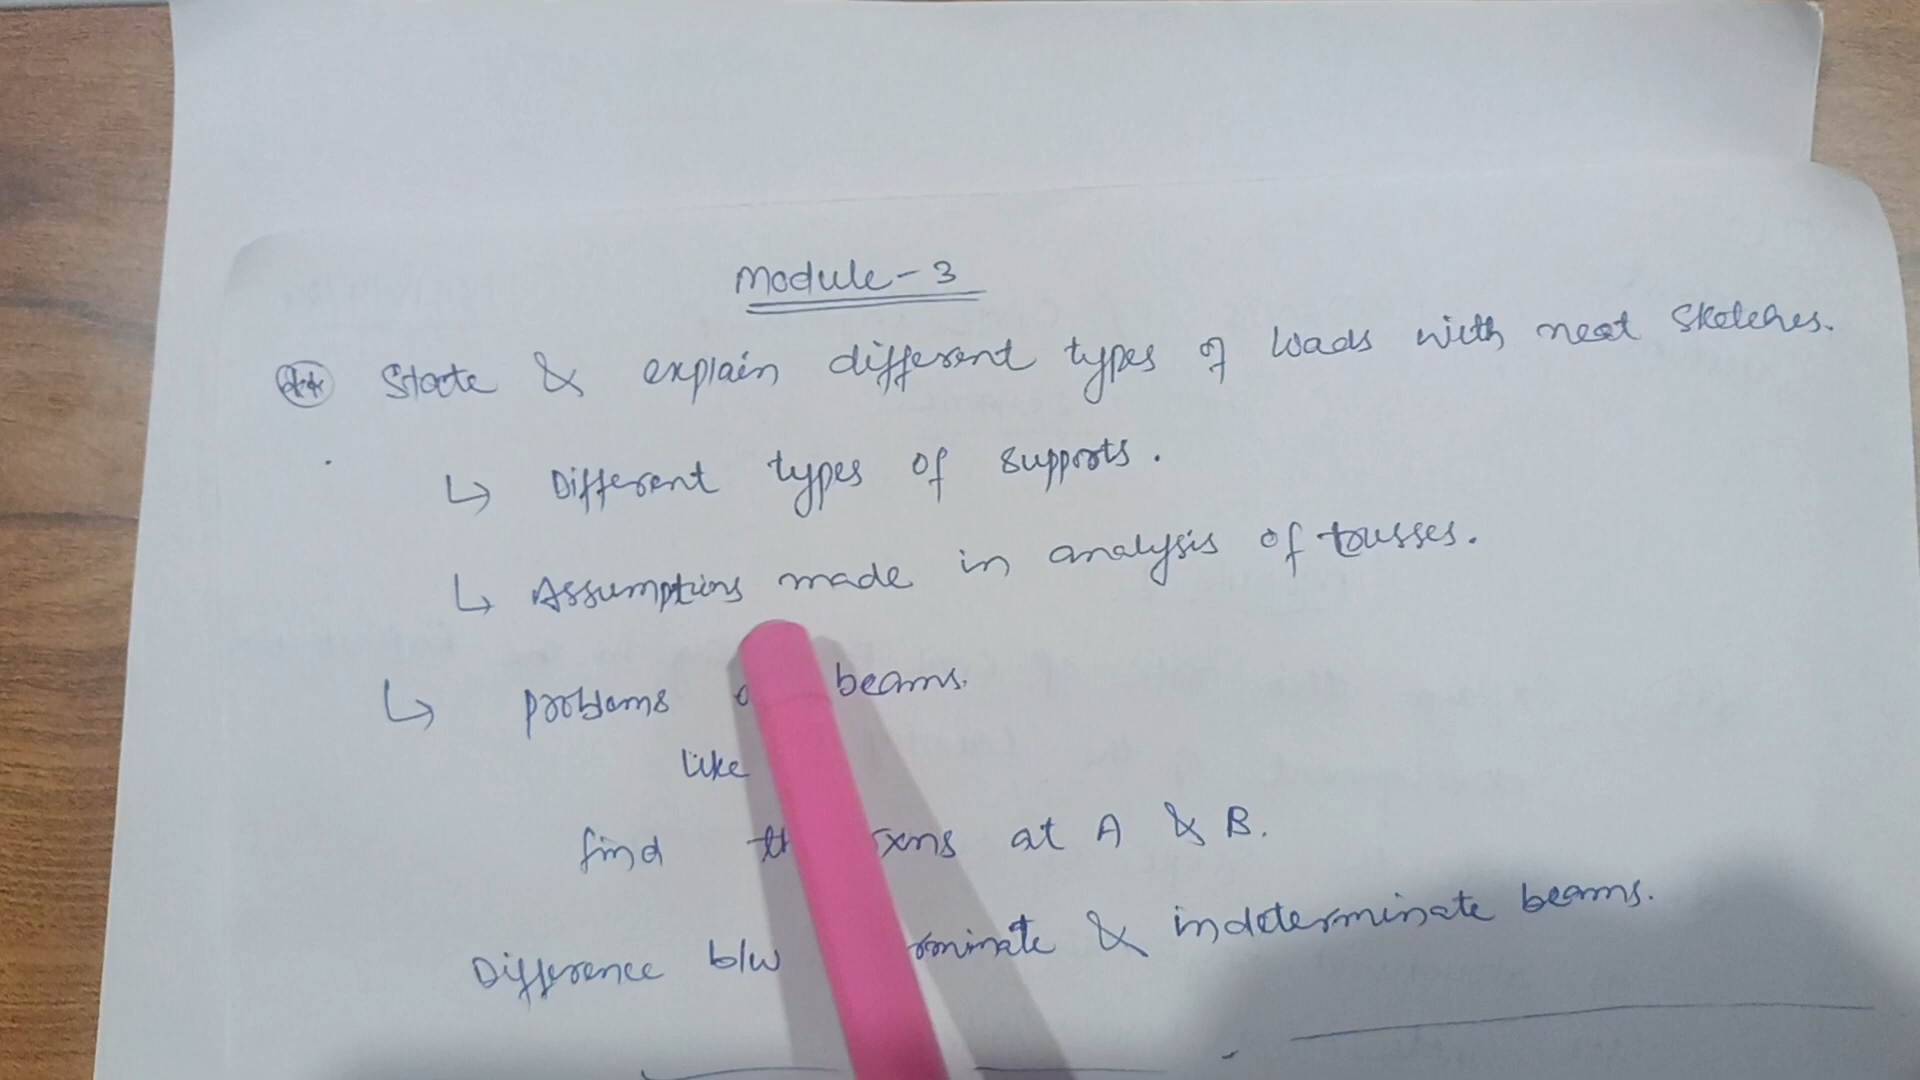 Module-3
** State & explain different types of loads with neat sketches.
↳ Different types of supports.
↳ Assumptions made in analysis of trusses.
↳ problems beams.
like
find rxns at A & B.
Difference b/w & indeterminate beams.